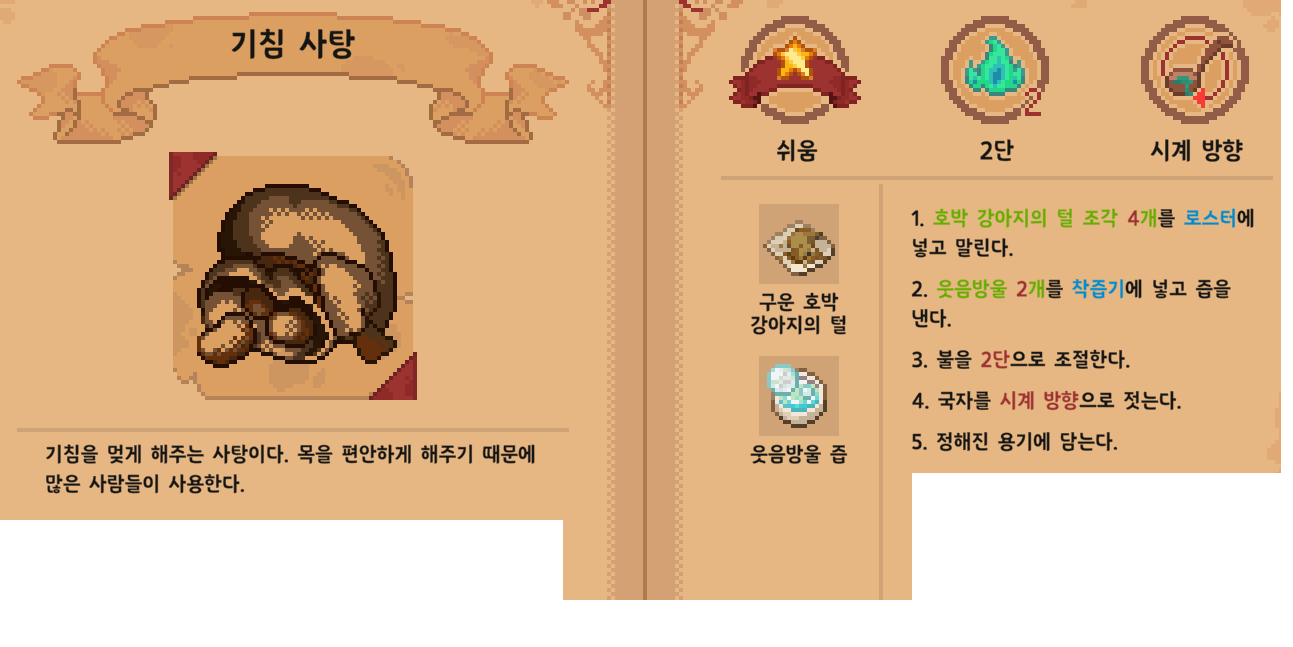 기침 사탕
기침을 멎게 해주는 사탕이다. 목을 편안하게 해주기 때문에
많은 사람들이 사용한다.
2
쉬움
2단
시계 방향
구운 호박
강아지의 털
웃음방울 즙
1. 호박 강아지의 털 조각 4개를 로스터에
넣고 말린다.
2. 웃음방울 2개를 착즙기에 넣고 즙을
낸다.
3. 불을 2단으로 조절한다.
4. 국자를 시계 방향으로 젓는다.
5. 정해진 용기에 담는다.